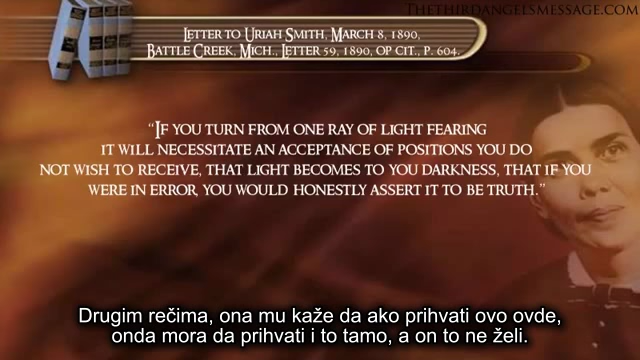 TheThirdAngelsMessage.com
Letter to Uriah Smith, March 8, 1890,
Battle Creek, Mich., Letter 59, 1890, op cit., p. 604.
“If you turn from one ray of light fearing
it will necessitate an acceptance of positions you do
not wish to receive, that light becomes to you darkness, that if you
were in error, you would honestly assert it to be truth.”
Drugim rečima, ona mu kaže da ako prihvati ovo ovde,
onda mora da prihvati i to tamo, a on to ne želi.